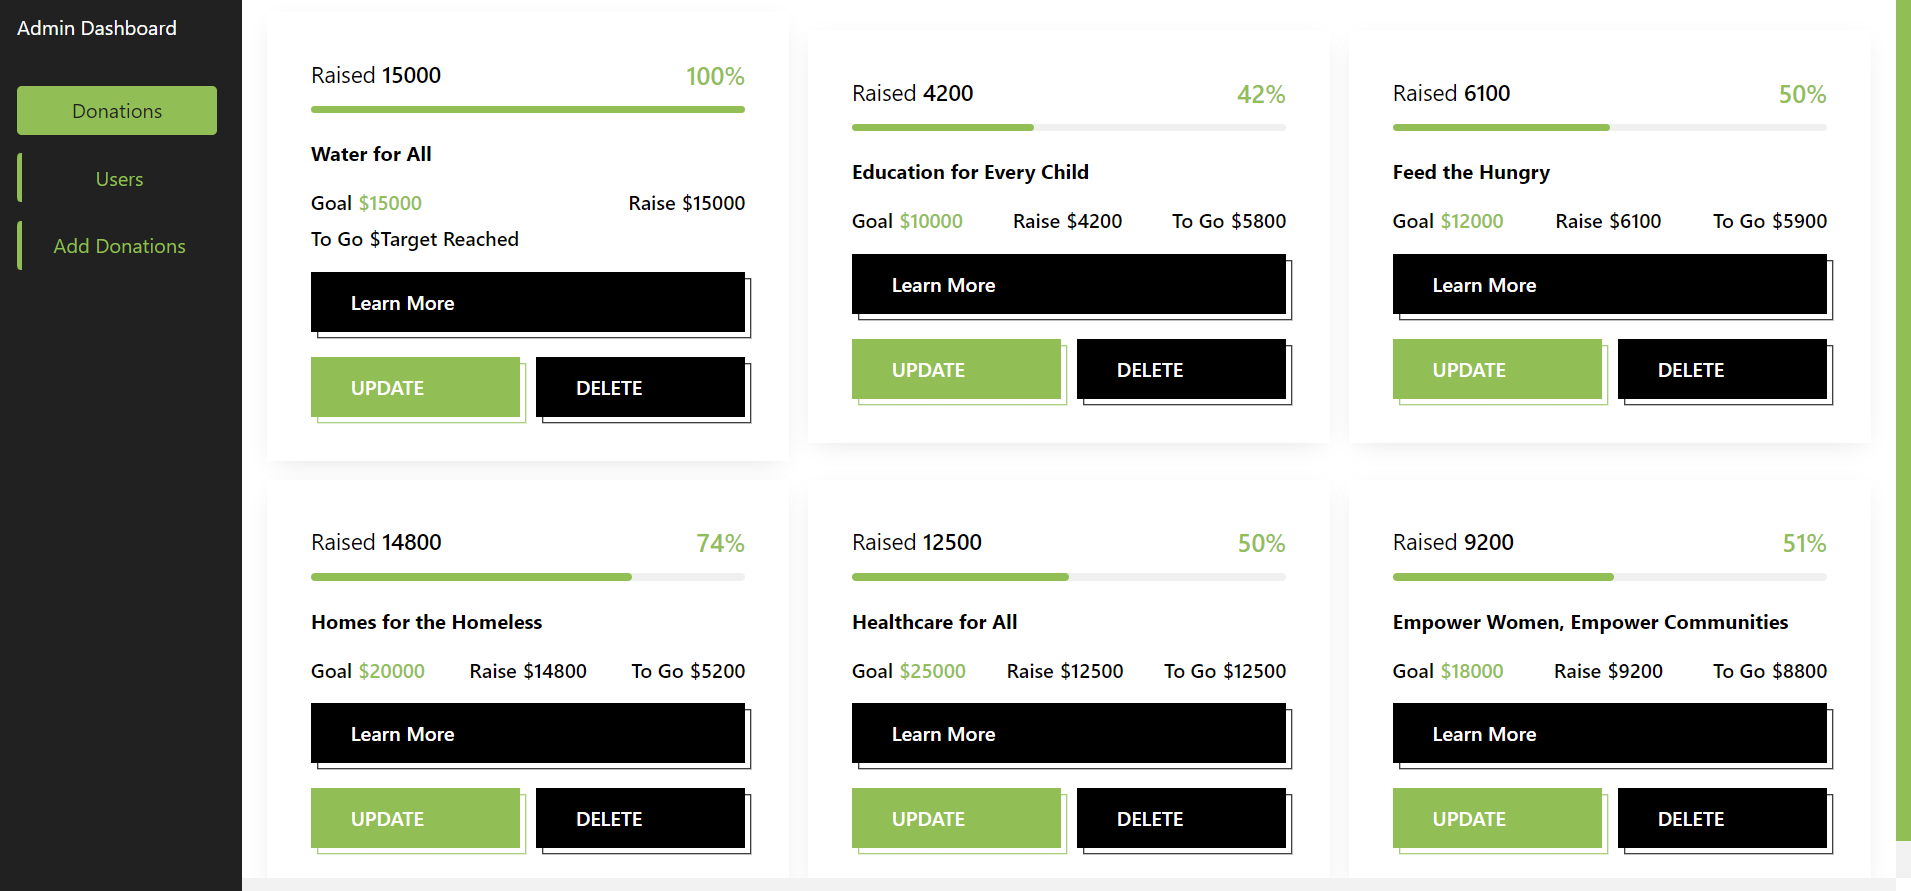 Admin Dashboard
Donations
Users
Add Donations
Raised 15000 100%
Water for All
Goal $15000 Raise $15000
To Go $Target Reached
Learn More
UPDATE DELETE
Raised 4200 42%
Education for Every Child
Goal $10000 Raise $4200 To Go $5800
Learn More
UPDATE DELETE
Raised 6100 50%
Feed the Hungry
Goal $12000 Raise $6100 To Go $5900
Learn More
UPDATE DELETE
Raised 14800 74%
Homes for the Homeless
Goal $20000 Raise $14800 To Go $5200
Learn More
UPDATE DELETE
Raised 12500 50%
Healthcare for All
Goal $25000 Raise $12500 To Go $12500
Learn More
UPDATE DELETE
Raised 9200 51%
Empower Women, Empower Communities
Goal $18000 Raise $9200 To Go $8800
Learn More
UPDATE DELETE